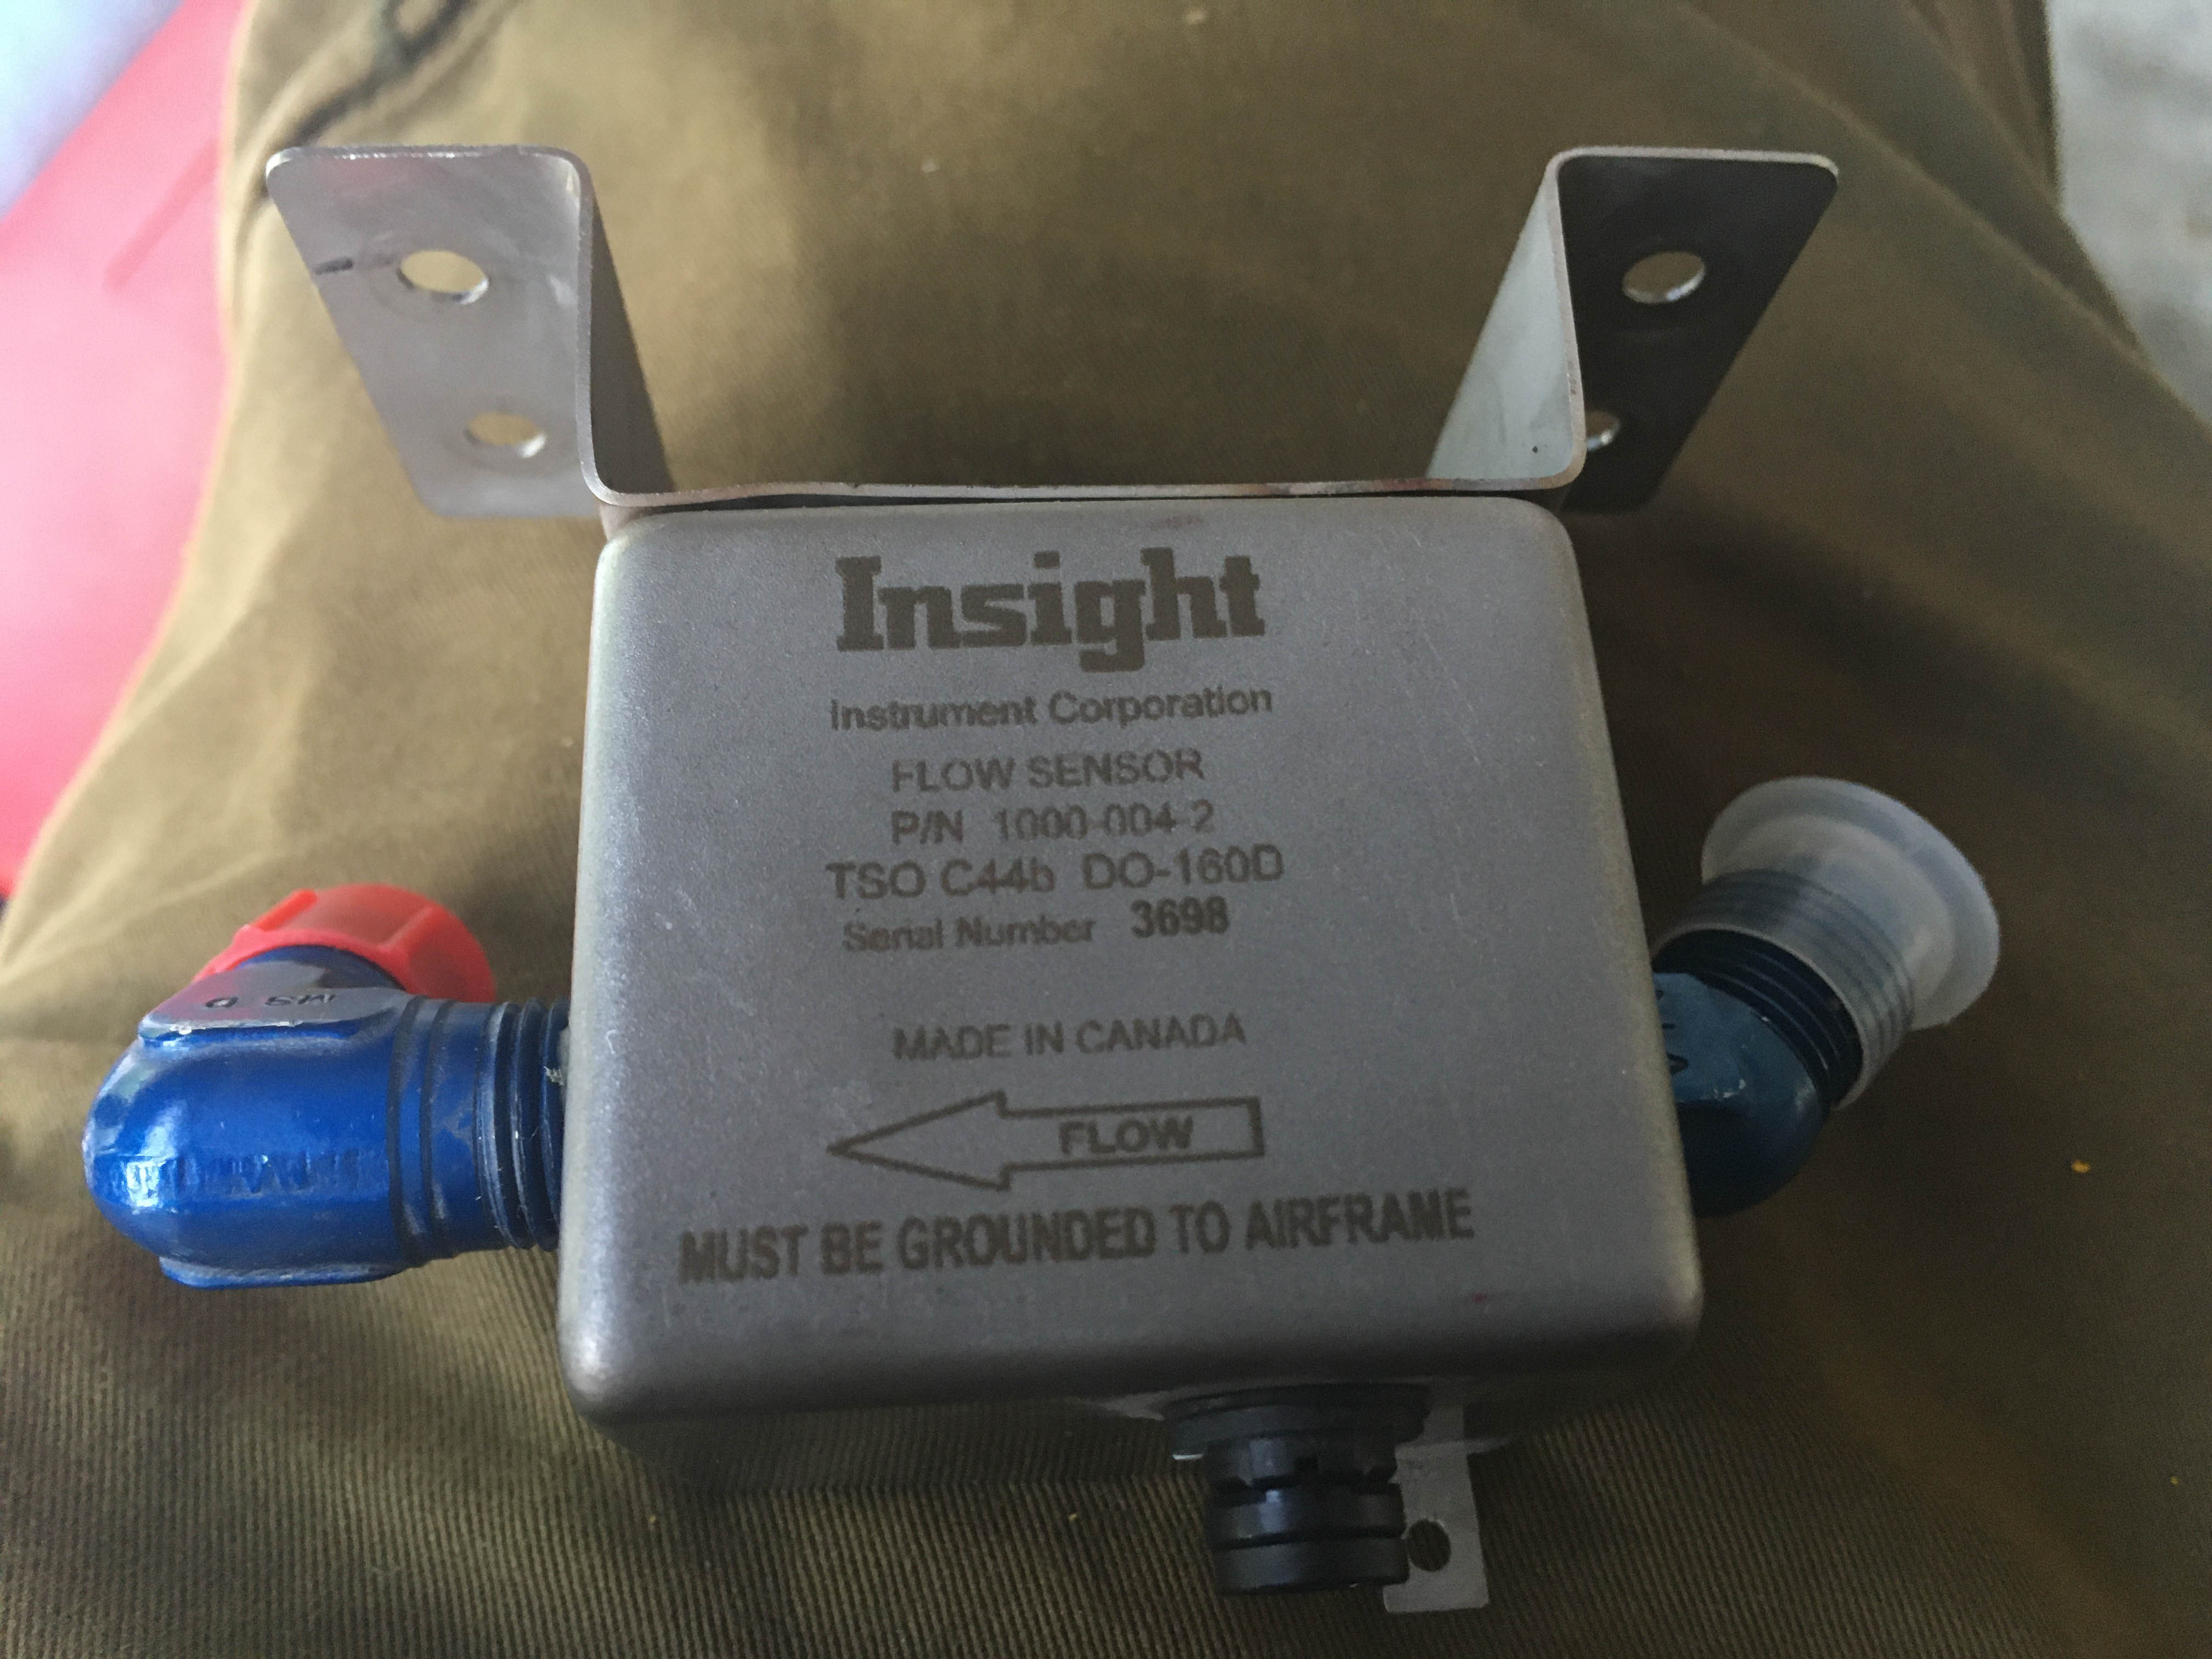 Insight
Instrument Corporation
FLOW SENSOR
P/N 1000-004-2
TSO C44b DO-160D
Serial Number 3698
MADE IN CANADA
FLOW
MUST BE GROUNDED TO AIRFRAME